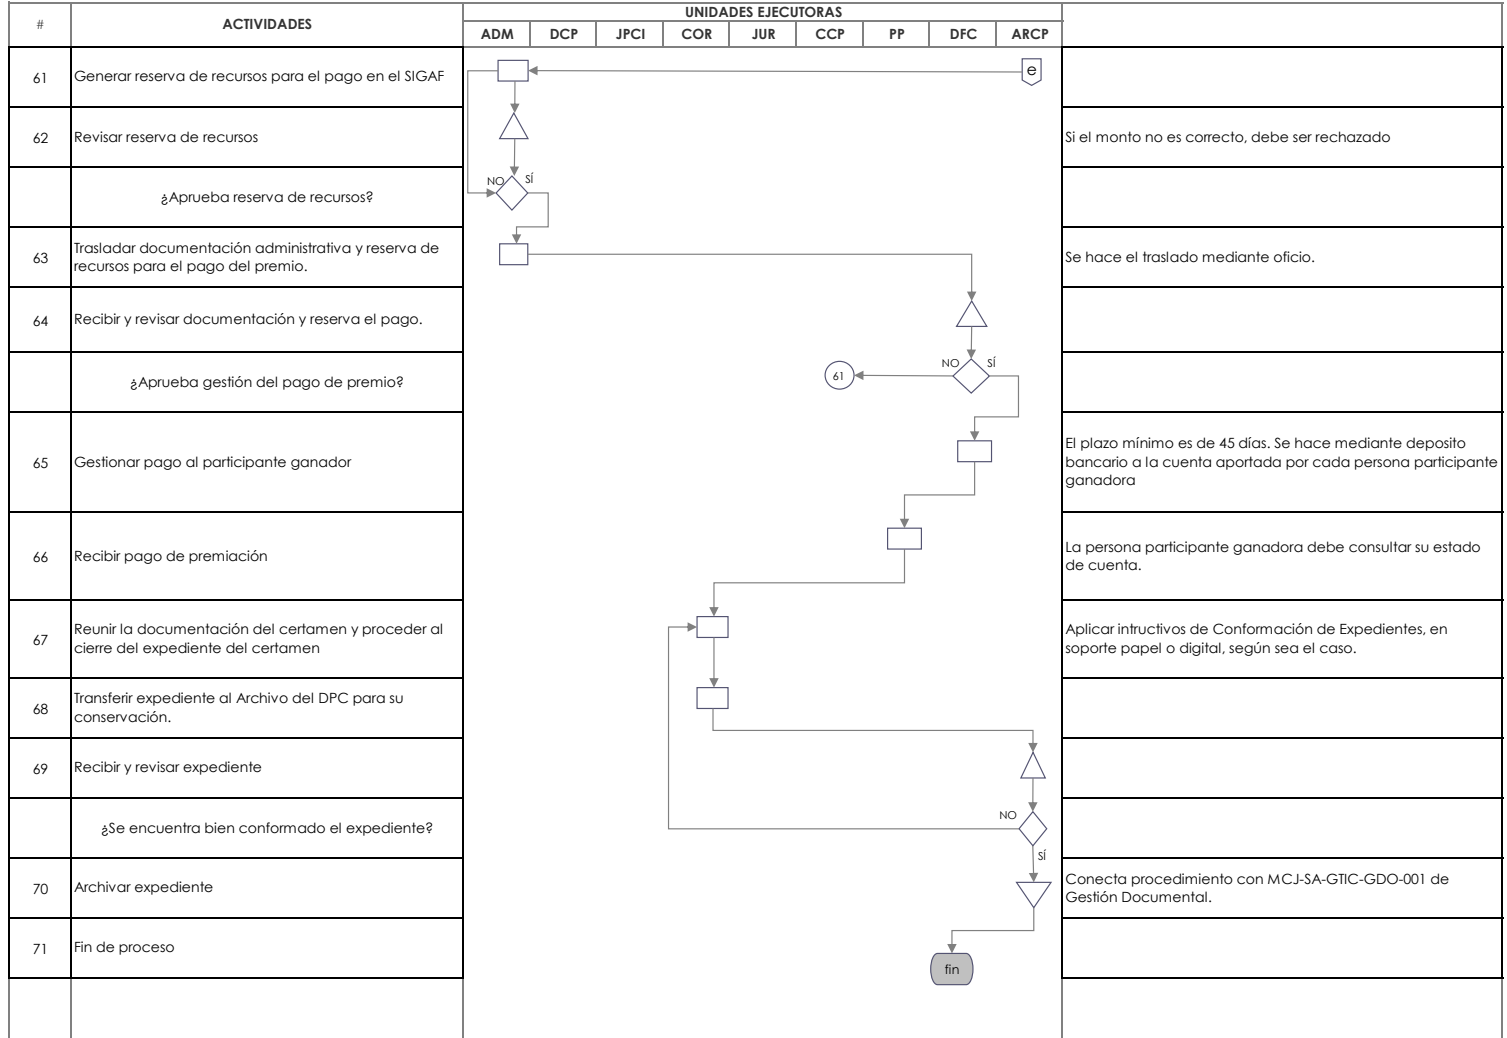 #
ACTIVIDADES
UNIDADES EJECUTORAS
ADM DCP JPCI COR JUR CCP PP DFC ARCP
61
Generar reserva de recursos para el pago en el SIGAF
e
62
Revisar reserva de recursos
Si el monto no es correcto, debe ser rechazado
¿Aprueba reserva de recursos?
NO SÍ
63
Trasladar documentación administrativa y reserva de
recursos para el pago del premio.
Se hace el traslado mediante oficio.
64
Recibir y revisar documentación y reserva el pago.
¿Aprueba gestión del pago de premio?
61
NO SÍ
65
Gestionar pago al participante ganador
El plazo mínimo es de 45 días. Se hace mediante deposito
bancario a la cuenta aportada por cada persona participante
ganadora
66
Recibir pago de premiación
La persona participante ganadora debe consultar su estado
de cuenta.
67
Reunir la documentación del certamen y proceder al
cierre del expediente del certamen
Aplicar intructivos de Conformación de Expedientes, en
soporte papel o digital, según sea el caso.
68
Transferir expediente al Archivo del DPC para su
conservación.
69
Recibir y revisar expediente
¿Se encuentra bien conformado el expediente?
NO
SÍ
70
Archivar expediente
Conecta procedimiento con MCJ-SA-GTIC-GDO-001 de
Gestión Documental.
71
Fin de proceso
fin